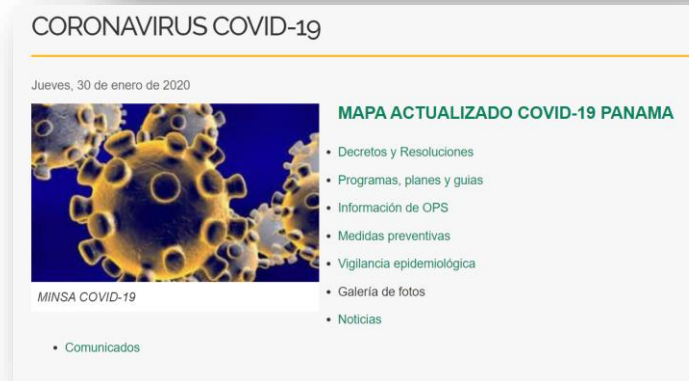 CORONAVIRUS COVID-19
Jueves, 30 de enero de 2020
MAPA ACTUALIZADO COVID-19 PANAMA
• Decretos y Resoluciones
• Programas, planes y guias
• Información de OPS
• Medidas preventivas
• Vigilancia epidemiológica
• Galería de fotos
• Noticias
MINSA COVID-19
• Comunicados